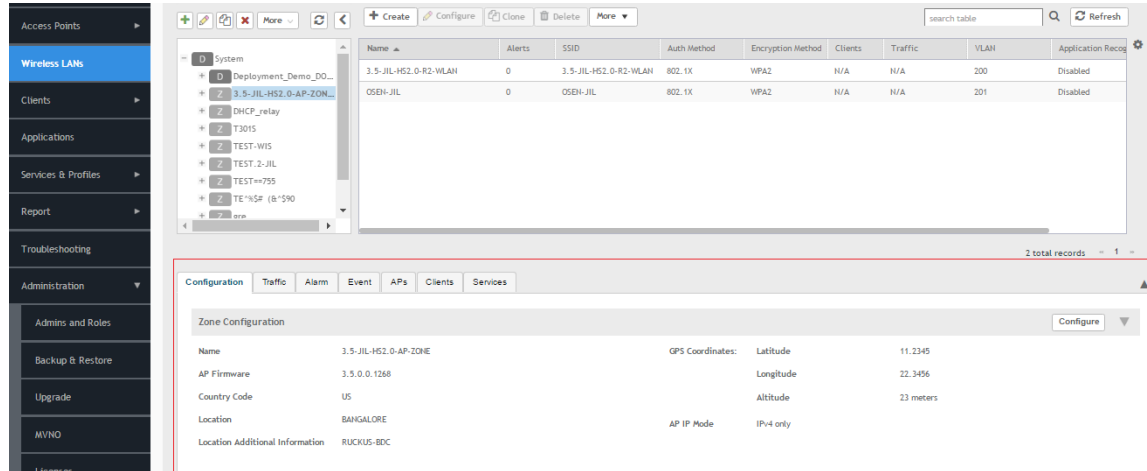 Access Points
Wireless LANs
Clients
Applications
Services & Profiles
Report
Troubleshooting
Administration
Admins and Roles
Backup & Restore
Upgrade
MVNO
Licenses
More
System
D Deployment_Demo_DO...
Z 3.5-JIL-HS2.0-AP-ZON...
Z DHCP_relay
Z T301S
Z TEST-WIS
Z TEST.2-JIL
Z TEST==755
Z TE^%$# (&^$90
Z gre
Create Configure Clone Delete More
search table Refresh
Name Alerts SSID Auth Method Encryption Method Clients Traffic VLAN Application Recog
3.5-JIL-HS2.0-R2-WLAN 0 3.5-JIL-HS2.0-R2-WLAN 802.1X WPA2 N/A N/A 200 Disabled
OSEN-JIL 0 OSEN-JIL 802.1X WPA2 N/A N/A 201 Disabled
2 total records 1
Configuration Traffic Alarm Event APs Clients Services
Zone Configuration Configure
Name 3.5-JIL-HS2.0-AP-ZONE GPS Coordinates: Latitude 11.2345
AP Firmware 3.5.0.0.1268 Longitude 22.3456
Country Code US Altitude 23 meters
Location BANGALORE AP IP Mode IPv4 only
Location Additional Information RUCKUS-BDC